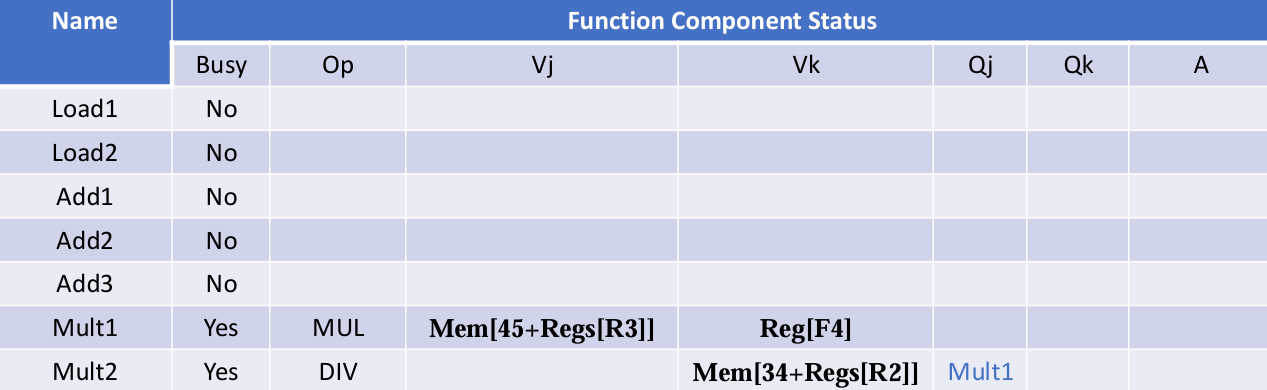 Name Function Component Status
Busy Op Vj Vk Qj Qk A
Load1 No
Load2 No
Add1 No
Add2 No
Add3 No
Mult1 Yes MUL Mem[45+Regs[R3]] Reg[F4]
Mult2 Yes DIV Mem[34+Regs[R2]] Mult1